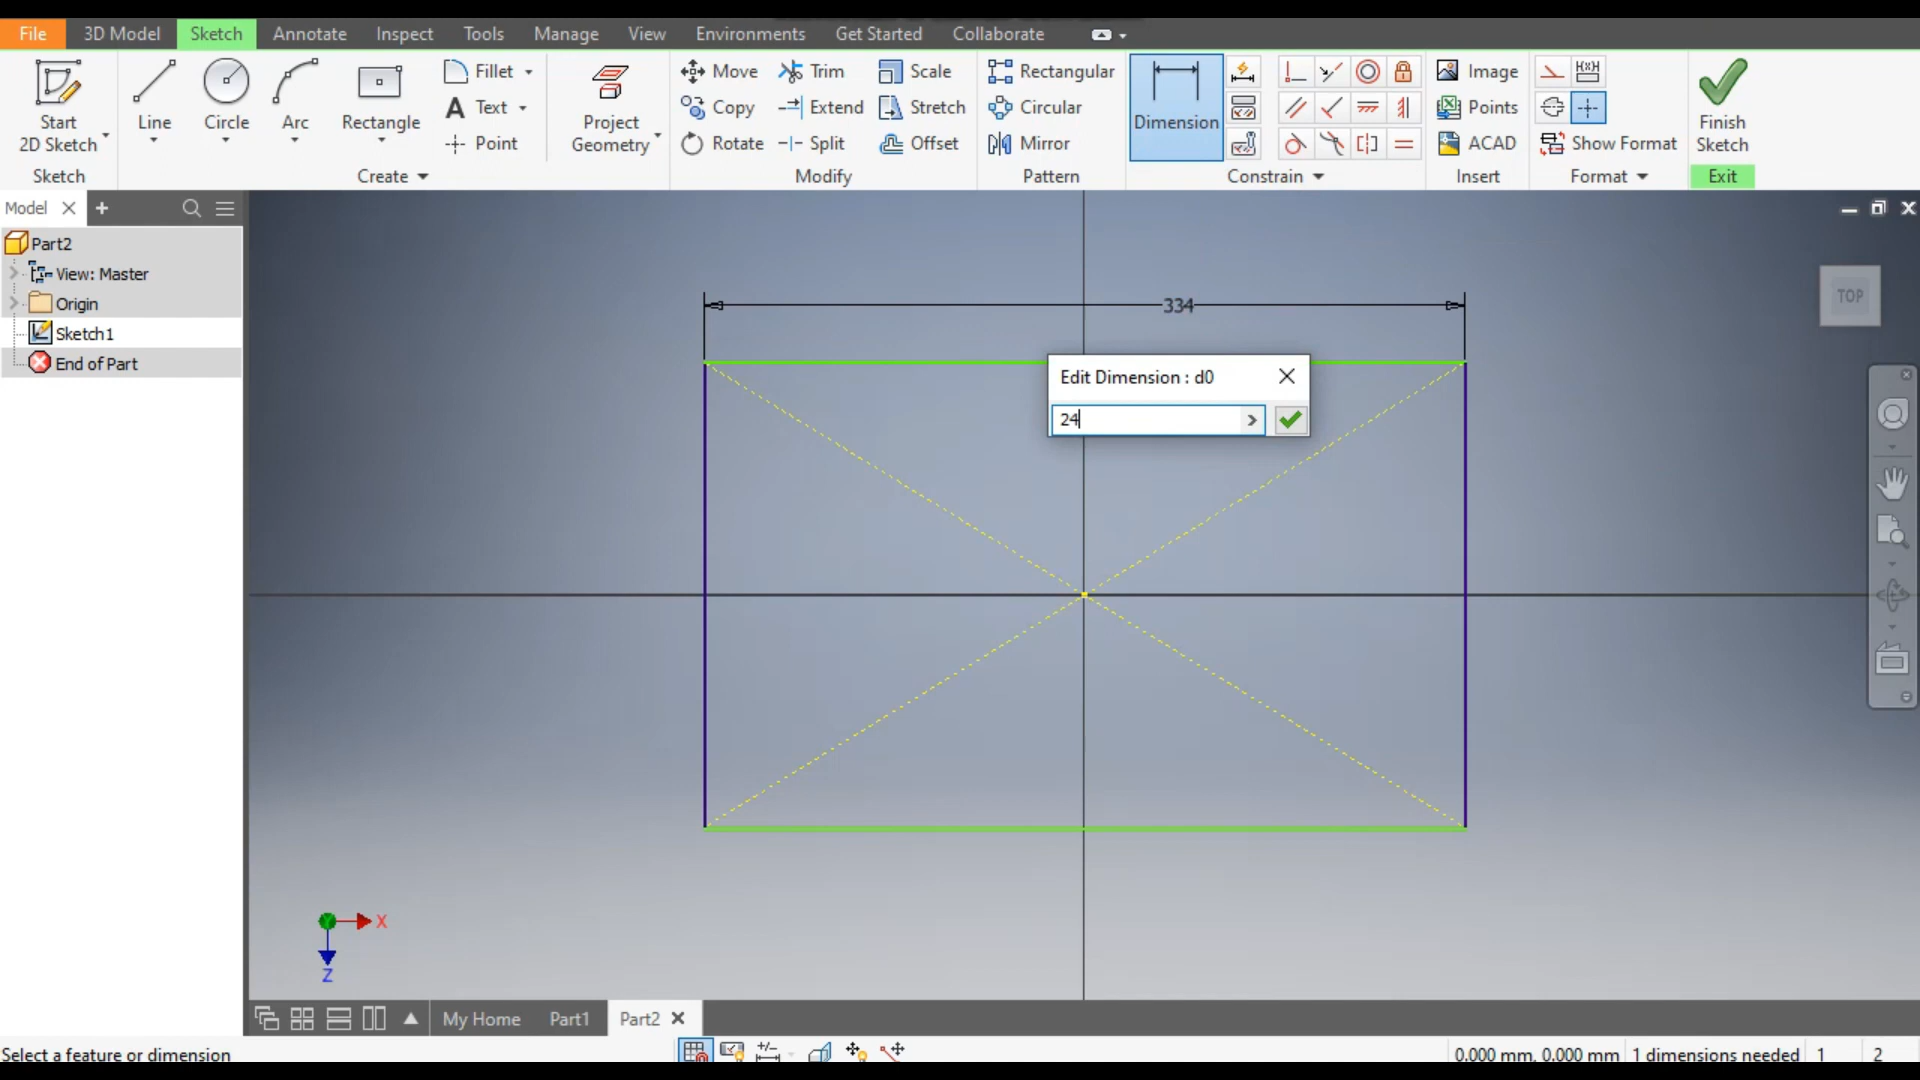 File 3D Model Sketch Annotate Inspect Tools Manage View Environments Get Started Collaborate
Start 2D Sketch
Line
Circle
Arc
Rectangle
Fillet
Text
Point
Project Geometry
Move
Copy
Rotate
Trim
Extend
Split
Scale
Stretch
Offset
Rectangular
Circular
Mirror
Dimension
Image
Points
ACAD
Show Format
Finish Sketch
Sketch Create Modify Pattern Constrain Insert Format Exit
Model
Part2
View: Master
Origin
Sketch1
End of Part
334
TOP
Edit Dimension : d0
24
X
Z
My Home Part1 Part2
Select a feature or dimension
0.000 mm, 0.000 mm 1 dimensions needed 1 2